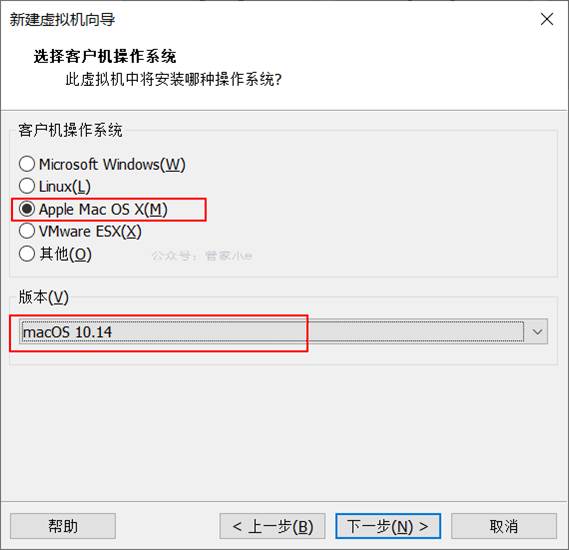 新建虚拟机向导
选择客户机操作系统
此虚拟机中将安装哪种操作系统?
客户机操作系统
Microsoft Windows(W)
Linux(L)
Apple Mac OS X(M)
VMware ESX(X)
其他(O)
公众号：管家小e
版本(V)
macOS 10.14
帮助
< 上一步(B)
下一步(N) >
取消